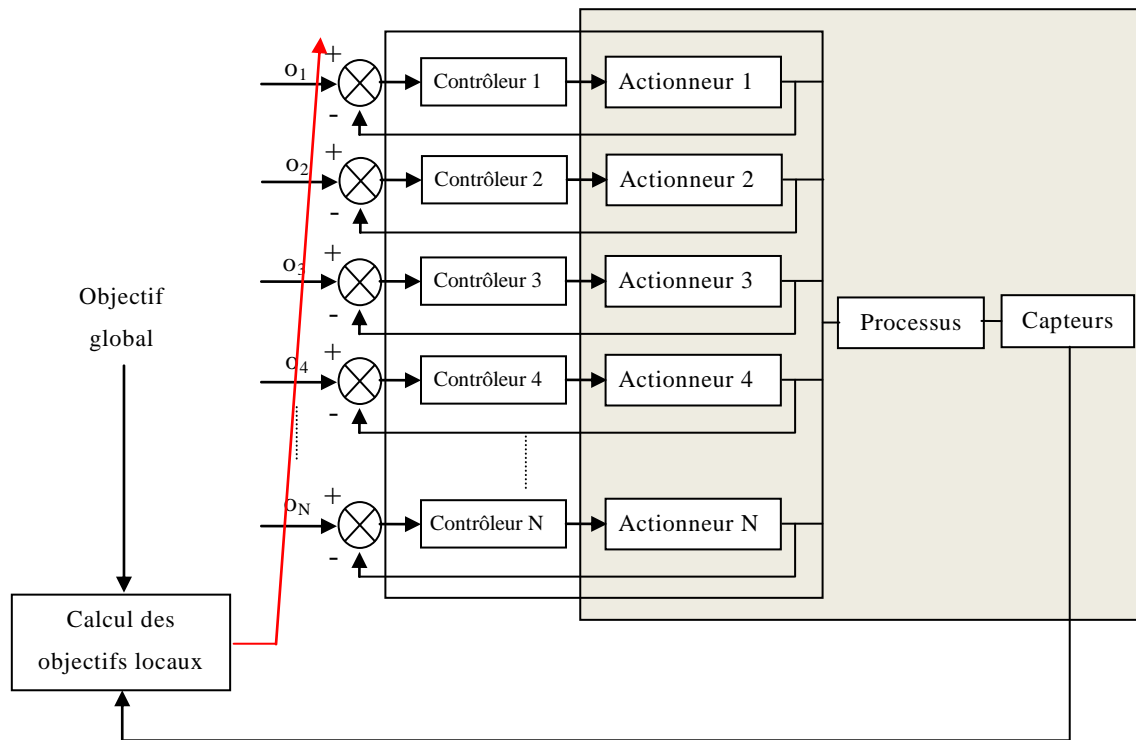 +
o1
-
Contrôleur 1
Actionneur 1
+
o2
-
Contrôleur 2
Actionneur 2
+
o3
-
Contrôleur 3
Actionneur 3
Objectif
global
Processus
Capteurs
+
o4
-
Contrôleur 4
Actionneur 4
+
oN
-
Contrôleur N
Actionneur N
Calcul des
objectifs locaux